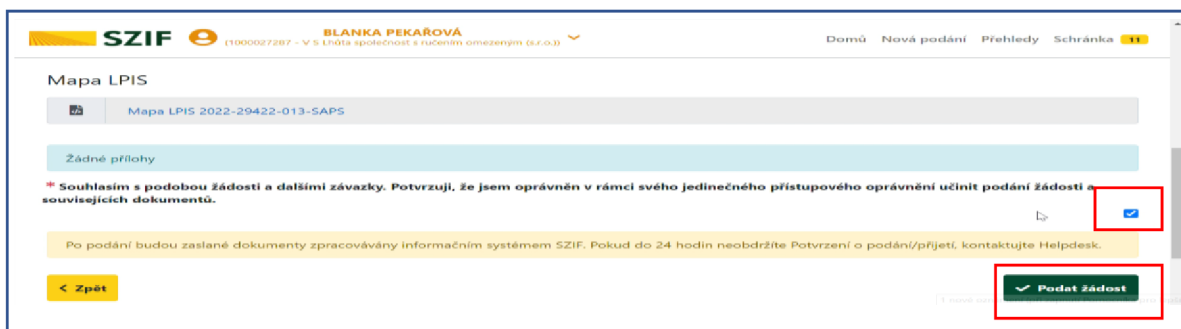 SZIF
BLANKA PEKAŘOVÁ
(1000027287 - V S Lhůta společnost s ručením omezeným (s.r.o.))
Domů Nová podání Přehledy Schránka 11
Mapa LPIS
Mapa LPIS 2022-29422-013-SAPS
Žádné přílohy
* Souhlasím s podobou žádosti a dalšími závazky. Potvrzuji, že jsem oprávněn v rámci svého jedinečného přístupového oprávnění učinit podání žádosti a
souvisejících dokumentů.
Po podání budou zaslané dokumenty zpracovávány informačním systémem SZIF. Pokud do 24 hodin neobdržíte Potvrzení o podání/přijetí, kontaktujte Helpdesk.
< Zpět
Podat žádost